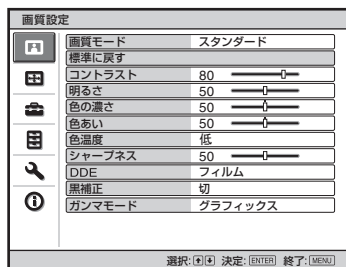 画質設定
画質モード スタンダード
標準に戻す
コントラスト 80
明るさ 50
色の濃さ 50
色あい 50
色温度 低
シャープネス 50
DDE フィルム
黒補正 切
ガンマモード グラフィックス
選択: 決定: ENTER 終了: MENU